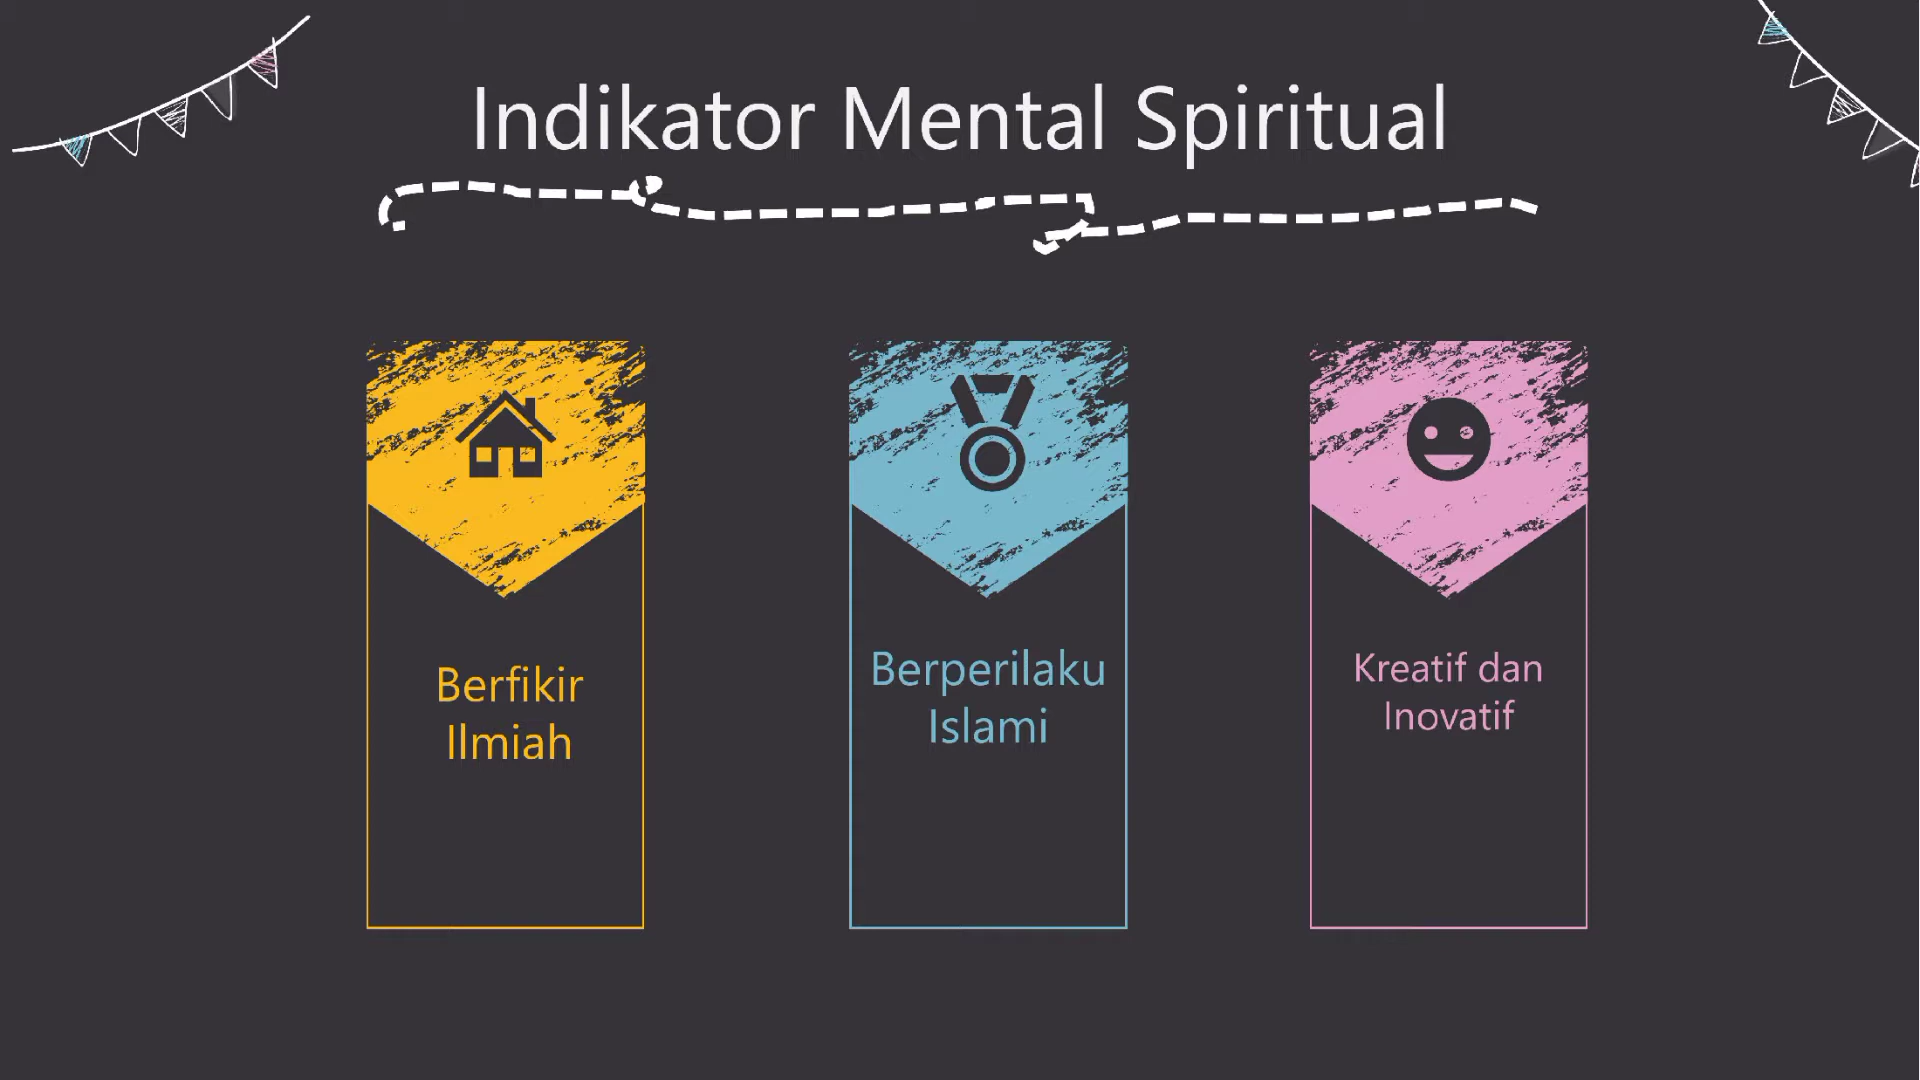 Indikator Mental Spiritual
Berfikir
Ilmiah
Berperilaku
Islami
Kreatif dan
Inovatif